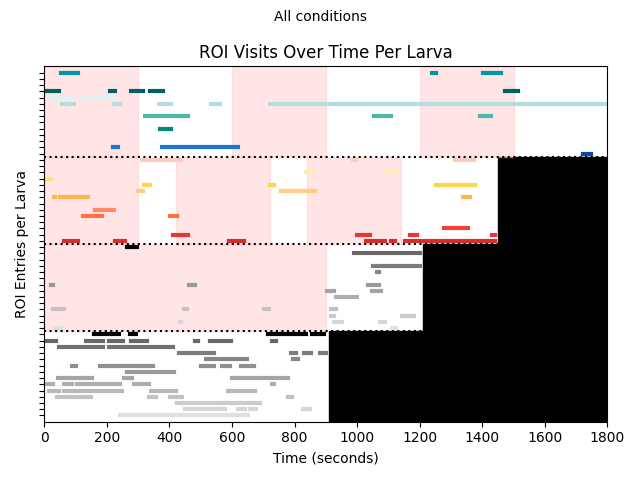 All conditions
ROI Visits Over Time Per Larva
ROI Entries per Larva
0 200 400 600 800 1000 1200 1400 1600 1800
Time (seconds)